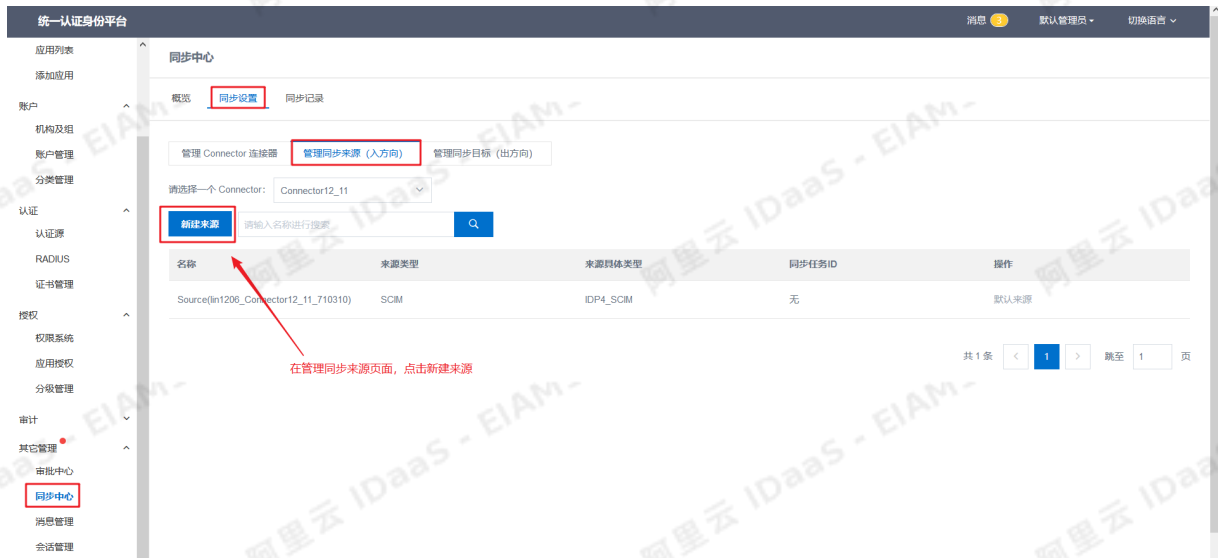 统一认证身份平台
消息 3 默认管理员 切换语言
应用列表
添加应用
账户
机构及组
账户管理
分类管理
认证
认证源
RADIUS
证书管理
授权
权限系统
应用授权
分级管理
审计
其它管理
审批中心
同步中心
消息管理
会话管理
同步中心
概览 同步设置 同步记录
管理 Connector 连接器 管理同步来源（入方向） 管理同步目标（出方向）
请选择一个 Connector： Connector12_11
新建来源 请输入名称进行搜索
名称 来源类型 来源具体类型 同步任务ID 操作
Source(lin1206_Connector12_11_710310) SCIM IDP4_SCIM 无 默认来源
在管理同步来源页面，点击新建来源
共 1 条 < 1 > 跳至 1 页
阿里云 IDaaS - EIAM-